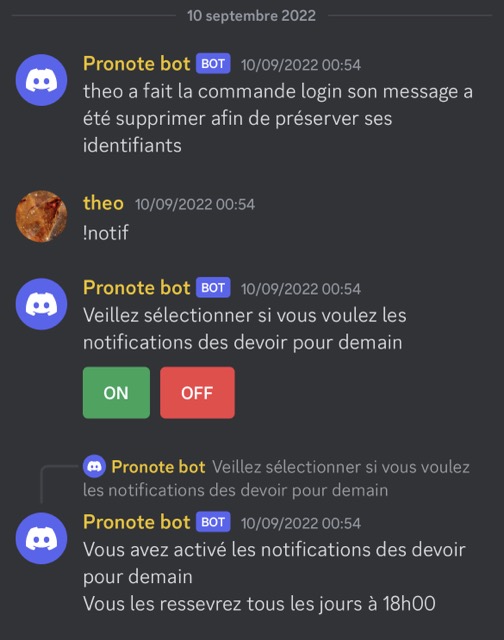 10 septembre 2022
Pronote bot BOT 10/09/2022 00:54
theo a fait la commande login son message a
été supprimer afin de préserver ses
identifiants
theo 10/09/2022 00:54
!notif
Pronote bot BOT 10/09/2022 00:54
Veillez sélectionner si vous voulez les
notifications des devoir pour demain
ON OFF
Pronote bot Veillez sélectionner si vous voulez
les notifications des devoir pour demain
Pronote bot BOT 10/09/2022 00:54
Vous avez activé les notifications des devoir
pour demain
Vous les ressevrez tous les jours à 18h00